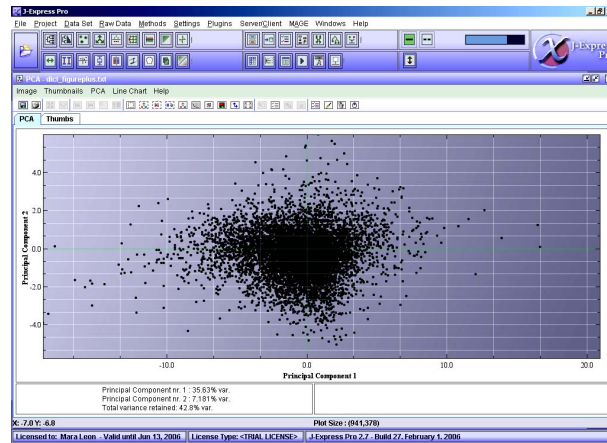 J-Express Pro
File Project Data Set Raw Data Methods Settings Plugins Server/Client MAGE Windows Help
J-Expre
P
PCA - dict_figureplus.txt
Image Thumbnails PCA Line Chart Help
PCA Thumbs
4.0
2.0
0.0
-2.0
-4.0
Principal Component 2
-10.0 0.0 10.0 20.0
Principal Component 1
Principal Component nr. 1 : 35.63% var.
Principal Component nr. 2 : 7.181% var.
Total variance retained: 42.8% var.
X: -7.0 Y: -6.8 Plot Size : (941,378)
Licensed to: Mara Leon - Valid until Jun 13, 2006 License Type: <TRIAL LICENSE> J-Express Pro 2.7 - Build 27. February 1. 2006